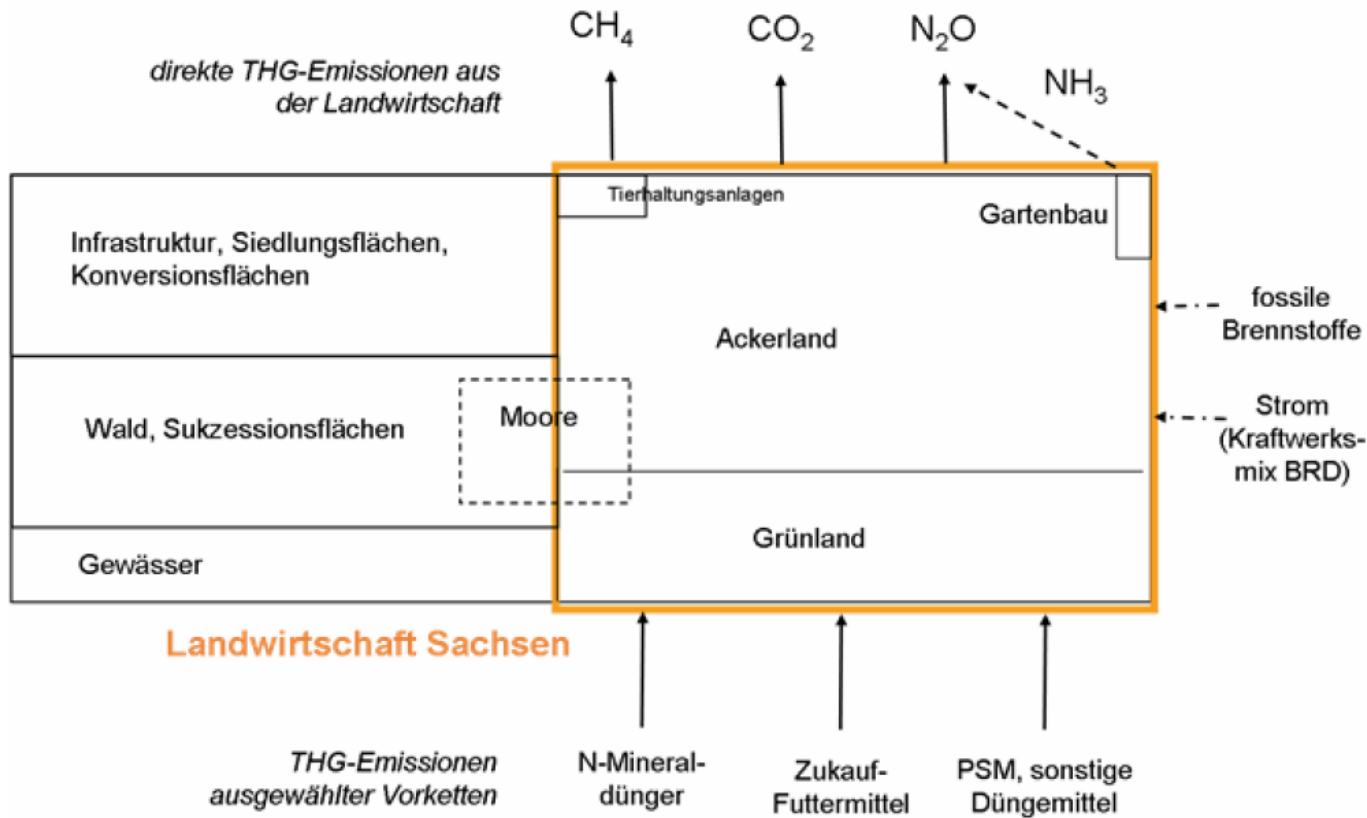 CH4
CO2
N2O
NH3
direkte THG-Emissionen aus
der Landwirtschaft
Tierhaltungsanlagen
Gartenbau
Infrastruktur, Siedlungsflächen,
Konversionsflächen
fossile
Brennstoffe
Ackerland
Moore
Wald, Sukzessionsflächen
Strom
(Kraftwerks-
mix BRD)
Grünland
Gewässer
Landwirtschaft Sachsen
THG-Emissionen
ausgewählter Vorketten
N-Mineral-
dünger
Zukauf-
Futtermittel
PSM, sonstige
Düngemittel